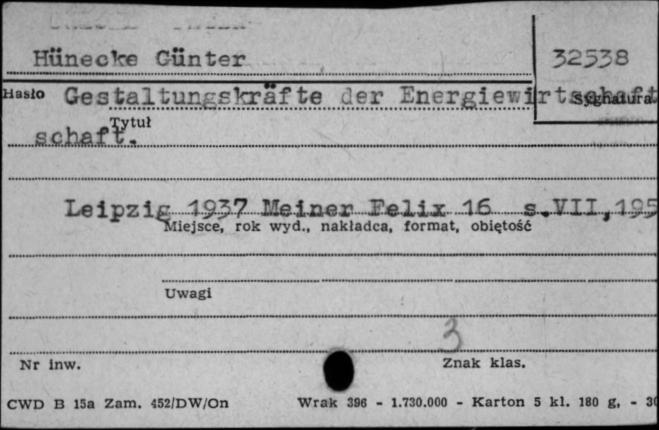 Hünecke Günter 32538
Hasło Gestaltungskräfte der Energiewirtschaft
Sygnatura
Tytuł
schaft.
Leipzig 1937 Meiner Felix 16 s.VII,195
Miejsce, rok wyd., nakładca, format, objętość
Uwagi
3
Nr inw. Znak klas.
CWD B 15a Zam. 452/DW/On Wrak 396 - 1.730.000 - Karton 5 kl. 180 g. - 30